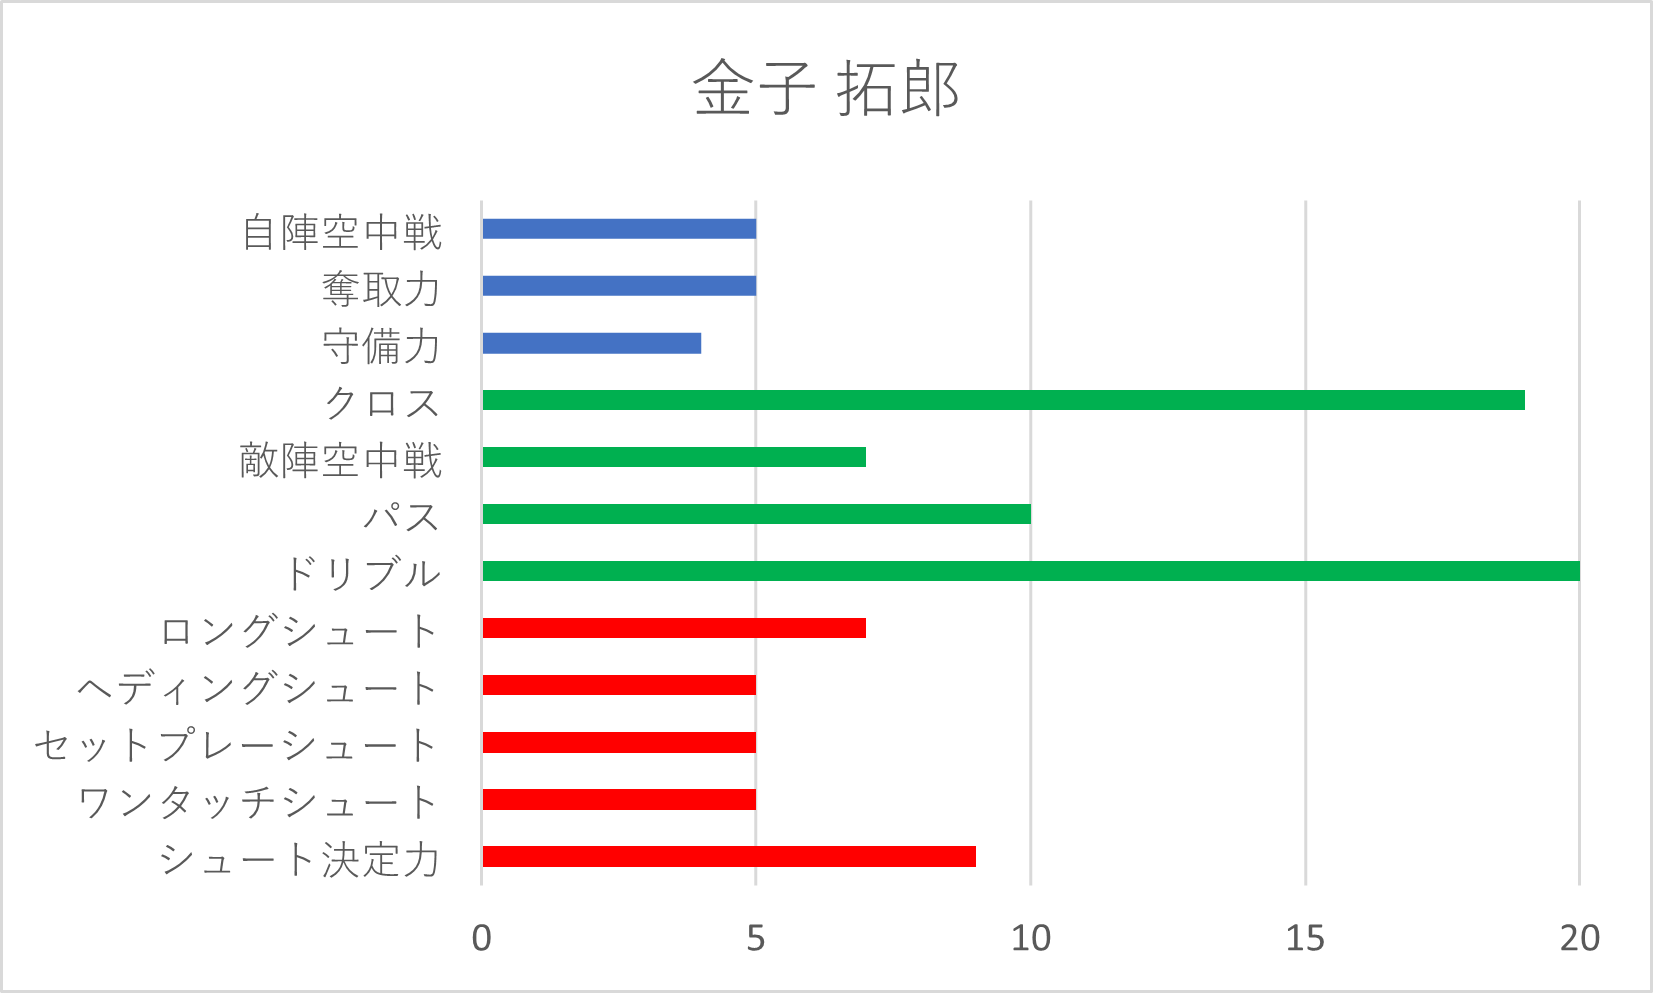 金子 拓郎
自陣空中戦
奪取力
守備力
クロス
敵陣空中戦
パス
ドリブル
ロングシュート
ヘディングシュート
セットプレーシュート
ワンタッチシュート
シュート決定力
0 5 10 15 20